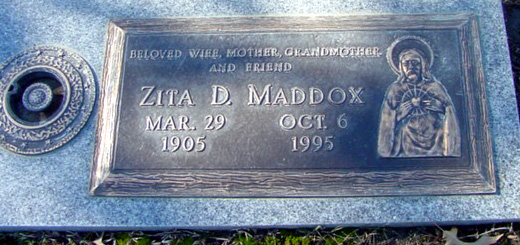 BELOVED WIFE, MOTHER, GRANDMOTHER
AND FRIEND
ZITA D. MADDOX
MAR. 29 OCT. 6
1905 1995